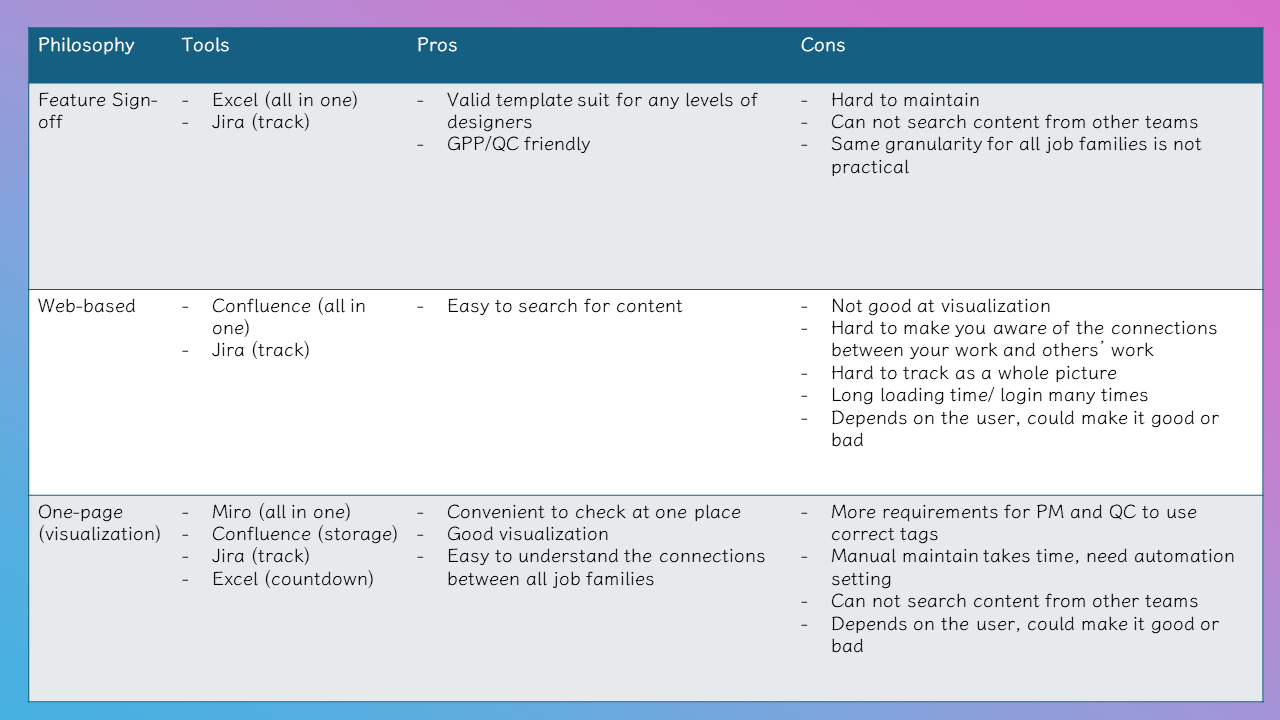 Philosophy Tools Pros Cons
Feature Sign-
off
- Excel (all in one)
- Jira (track)
- Valid template suit for any levels of
designers
- GPP/QC friendly
- Hard to maintain
- Can not search content from other teams
- Same granularity for all job families is not
practical
Web-based
- Confluence (all in
one)
- Jira (track)
- Easy to search for content
- Not good at visualization
- Hard to make you aware of the connections
between your work and others’ work
- Hard to track as a whole picture
- Long loading time/ login many times
- Depends on the user, could make it good or
bad
One-page
(visualization)
- Miro (all in one)
- Confluence (storage)
- Jira (track)
- Excel (countdown)
- Convenient to check at one place
- Good visualization
- Easy to understand the connections
between all job families
- More requirements for PM and QC to use
correct tags
- Manual maintain takes time, need automation
setting
- Can not search content from other teams
- Depends on the user, could make it good or
bad